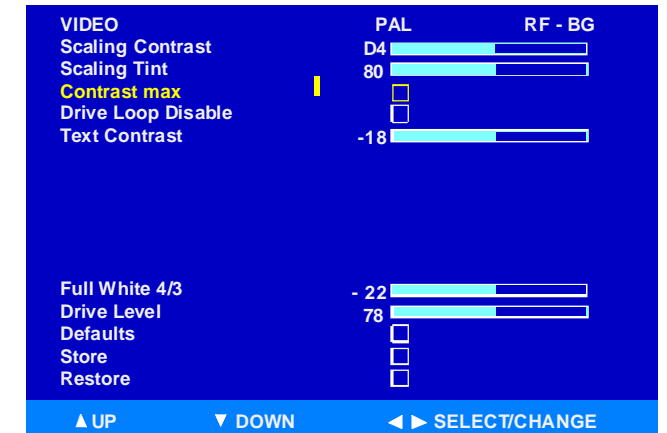 VIDEO PAL RF - BG
Scaling Contrast D4
Scaling Tint 80
Contrast max
Drive Loop Disable
Text Contrast -18
Full White 4/3 - 22
Drive Level 78
Defaults
Store
Restore
▲ UP ▼ DOWN ◀ ▶ SELECT/CHANGE